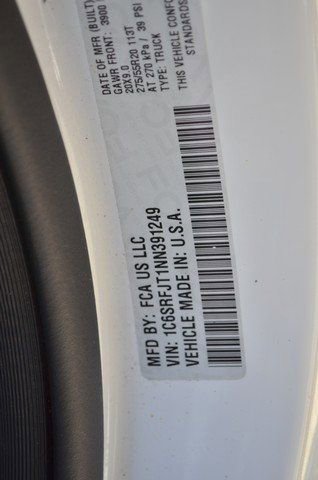 DATE OF MFR (BUILT)
GAWR FRONT: 3900
20X9.0
275/55R20 113T
AT 270 kPa / 39 PSI
TYPE: TRUCK
THIS VEHICLE CONFO
STANDARDS
MFD BY: FCA US LLC
VIN: 1C6SRFJT1NN391249
VEHICLE MADE IN: U.S.A.